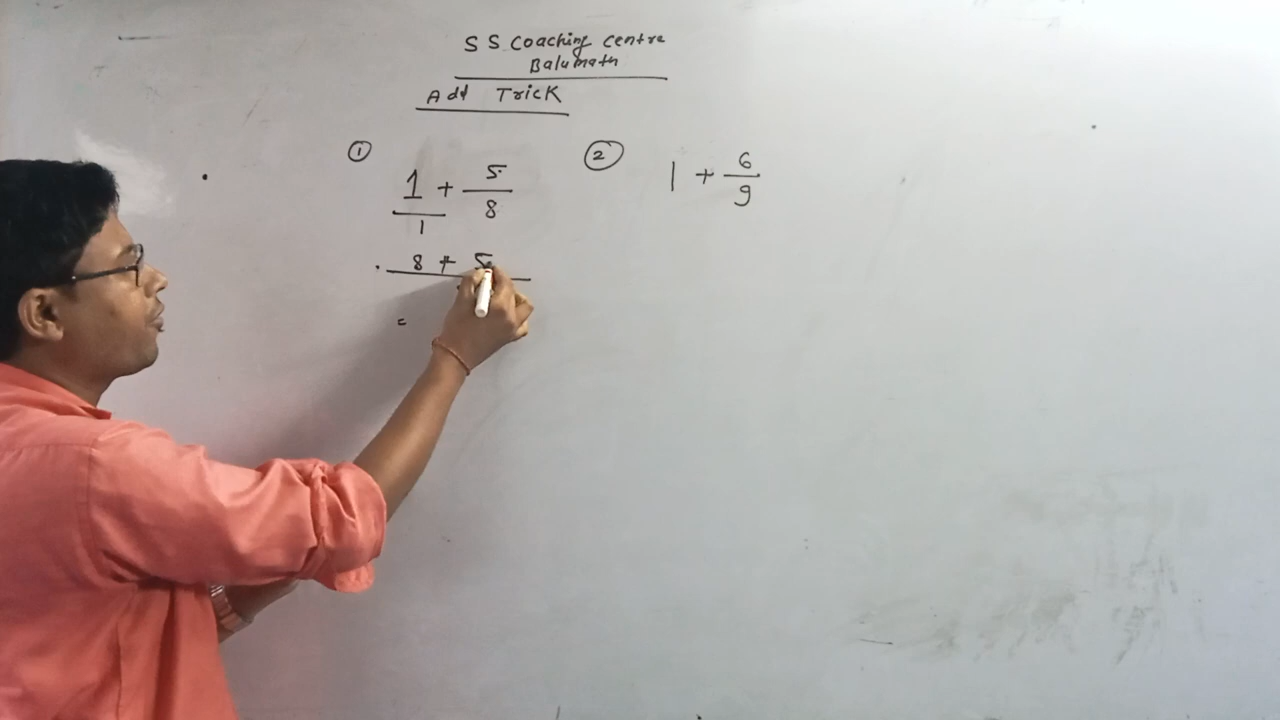 S S Coaching Centre
Balumath
Add Trick
① 1/1 + 5/8
8 + 5
=
② 1 + 6/9